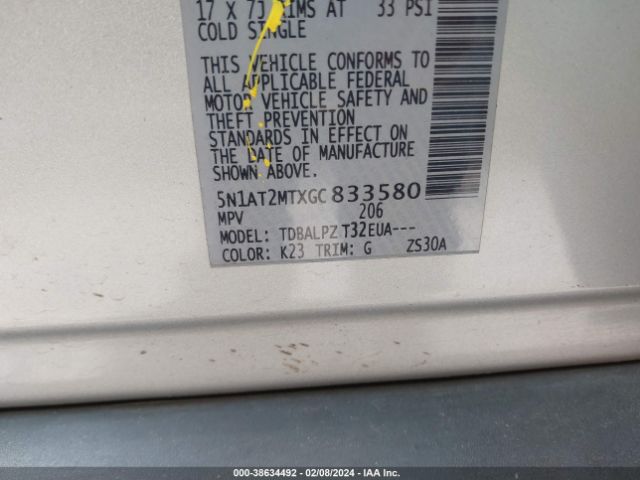 17 X 7J RIMS AT 33 PSI
COLD SINGLE
THIS VEHICLE CONFORMS TO
ALL APPLICABLE FEDERAL
MOTOR VEHICLE SAFETY AND
THEFT PREVENTION
STANDARDS IN EFFECT ON
THE DATE OF MANUFACTURE
SHOWN ABOVE.
5N1AT2MTXGC833580
MPV 206
MODEL: TDBALPZ T32EUA---
COLOR: K23 TRIM: G ZS30A
000-38634492 - 02/08/2024 - IAA